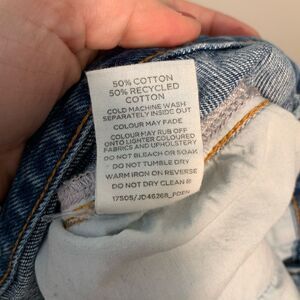 50% COTTON
50% RECYCLED
COTTON
COLD MACHINE WASH
SEPARATELY INSIDE OUT
COLOUR MAY FADE
COLOUR MAY RUB OFF
ONTO LIGHTER COLOURED
FABRICS AND UPHOLSTERY
DO NOT BLEACH OR SOAK
DO NOT TUMBLE DRY
WARM IRON ON REVERSE
DO NOT DRY CLEAN ®